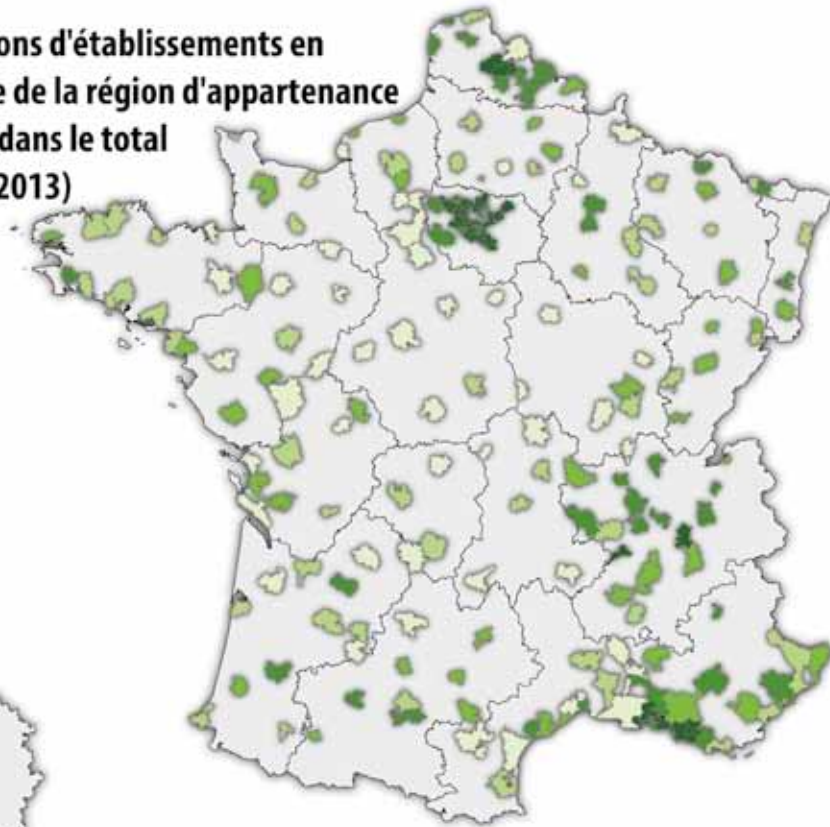 ons d'établissements en
e de la région d'appartenance
dans le total
2013)